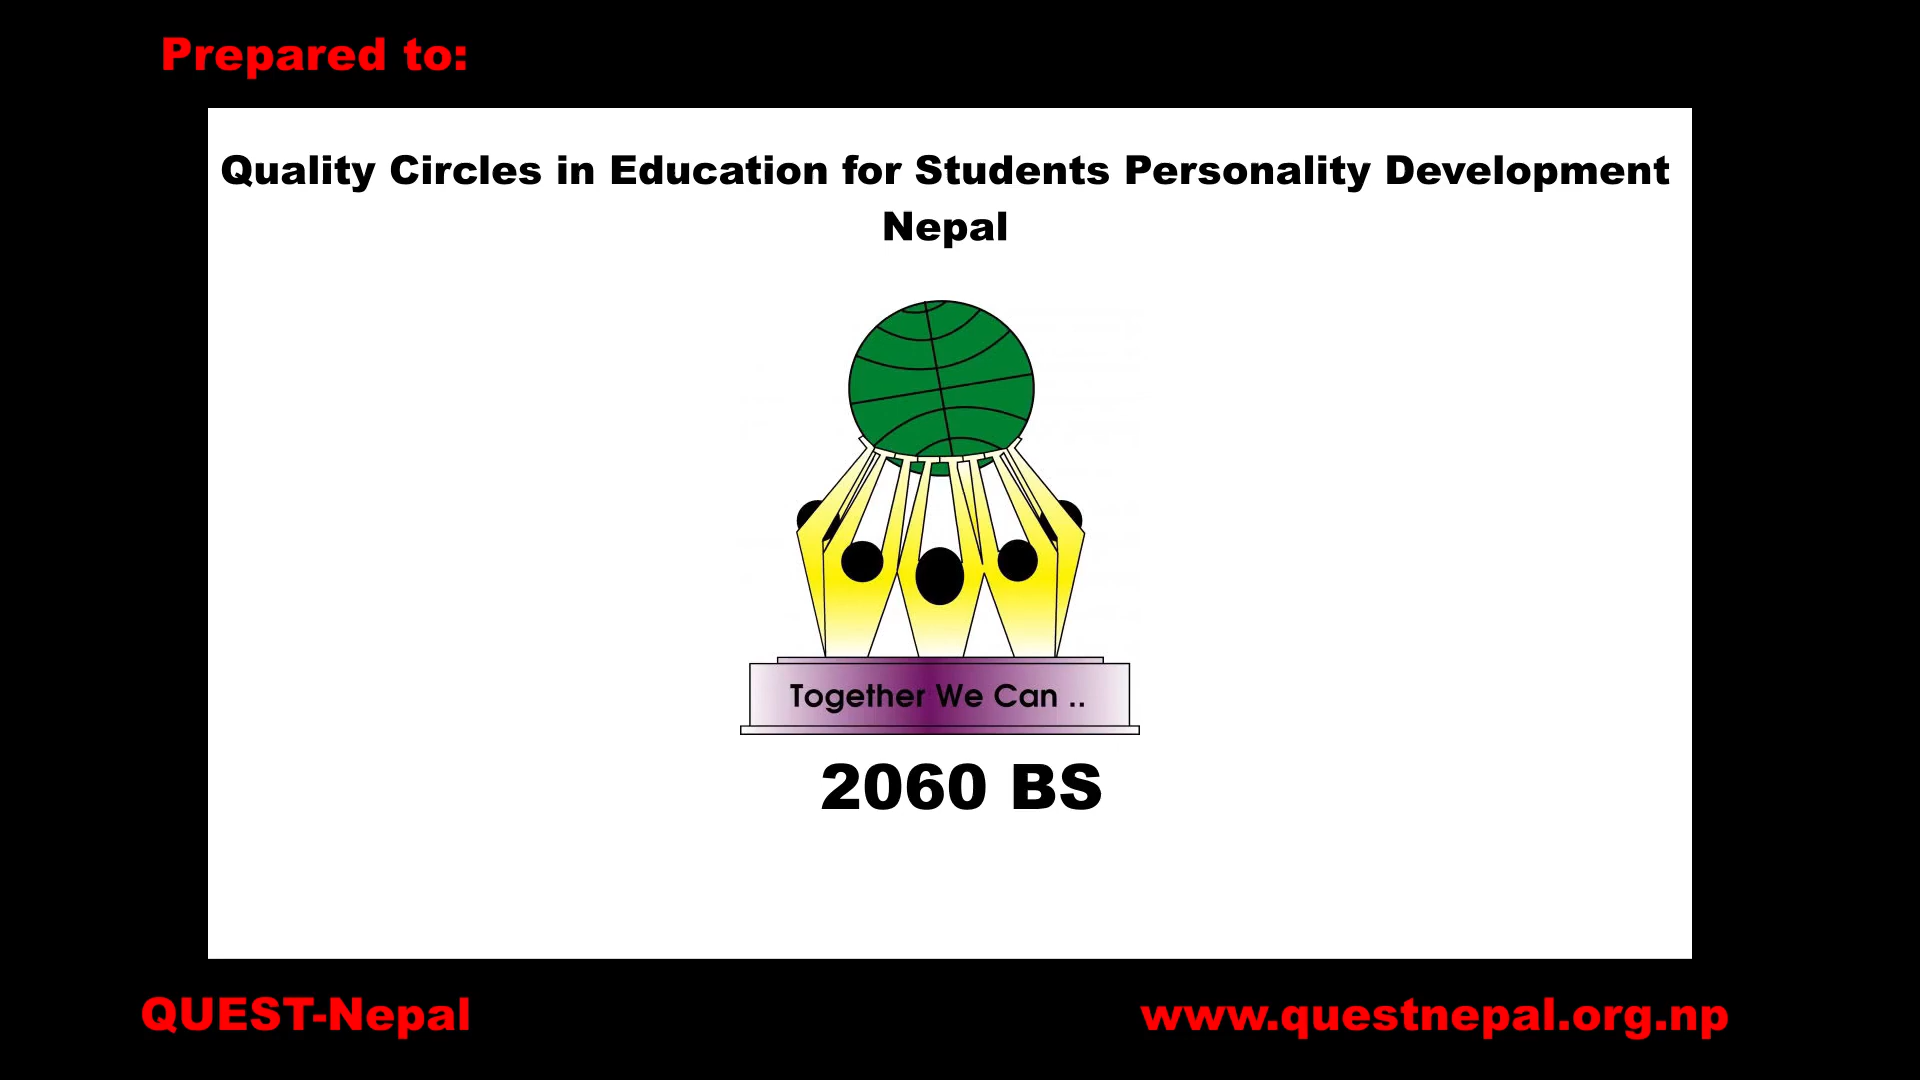 Prepared to:
Quality Circles in Education for Students Personality Development
Nepal
Together We Can ..
2060 BS
QUEST-Nepal
www.questnepal.org.np